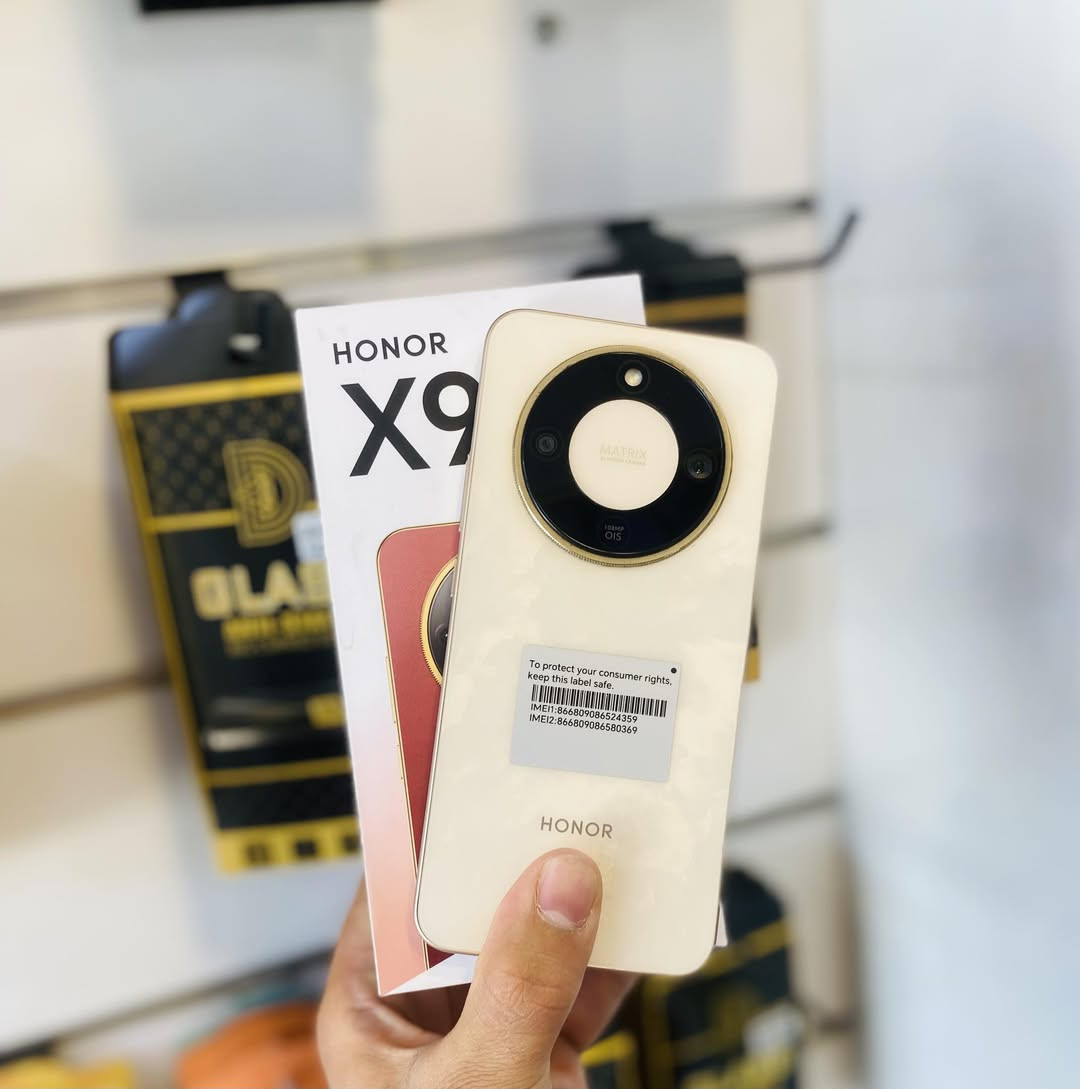 HONOR
X9
MATRIX
108MP
OIS
To protect your consumer rights,
keep this label safe.
IMEI1:866809086524359
IMEI2:866809086580369
HONOR